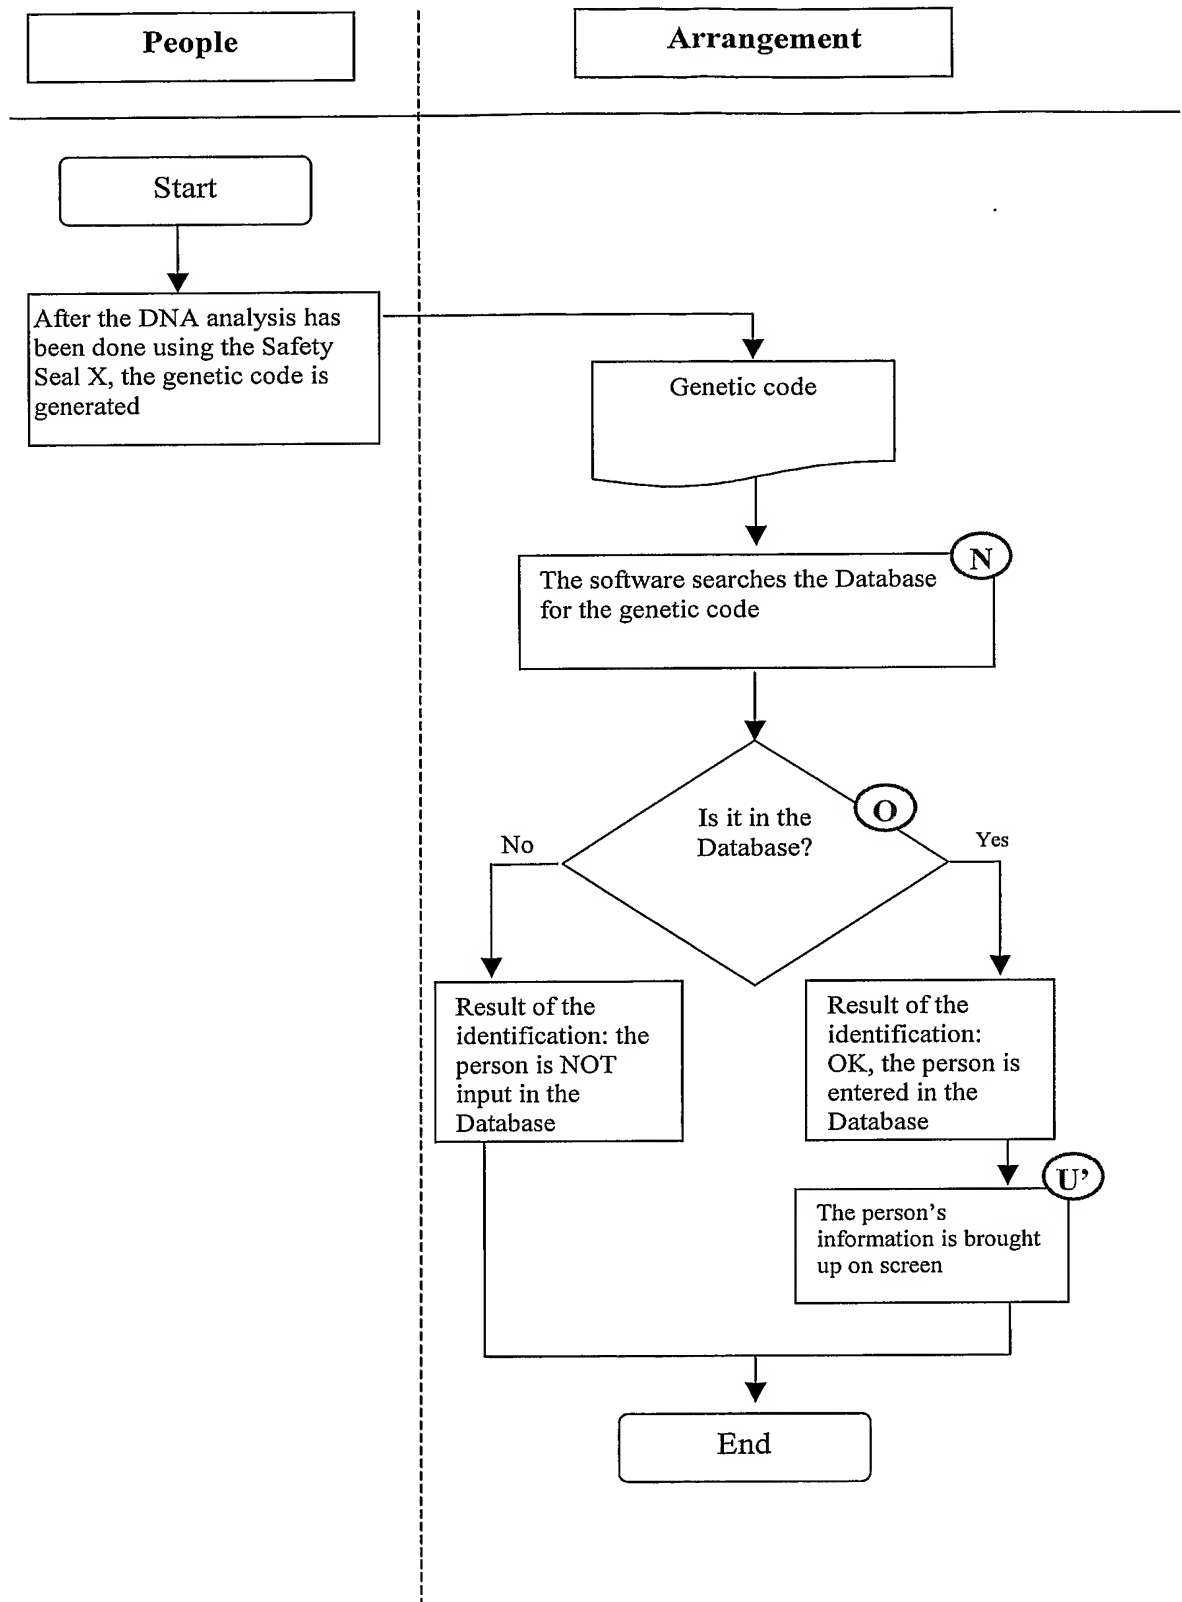 People
Arrangement
Start
After the DNA analysis has
been done using the Safety
Seal X, the genetic code is
generated
Genetic code
N
The software searches the Database
for the genetic code
O
Is it in the
Database?
No
Yes
Result of the
identification: the
person is NOT
input in the
Database
Result of the
identification:
OK, the person is
entered in the
Database
U’
The person’s
information is brought
up on screen
End